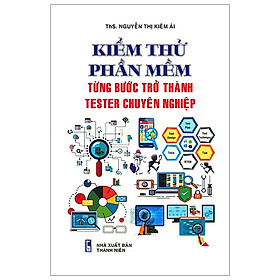 ThS. NGUYỄN THỊ KIÊM ÁI
KIỂM THỬ
PHẦN MỀM
TỪNG BƯỚC TRỞ THÀNH
TESTER CHUYÊN NGHIỆP
NHÀ XUẤT BẢN
THANH NIÊN